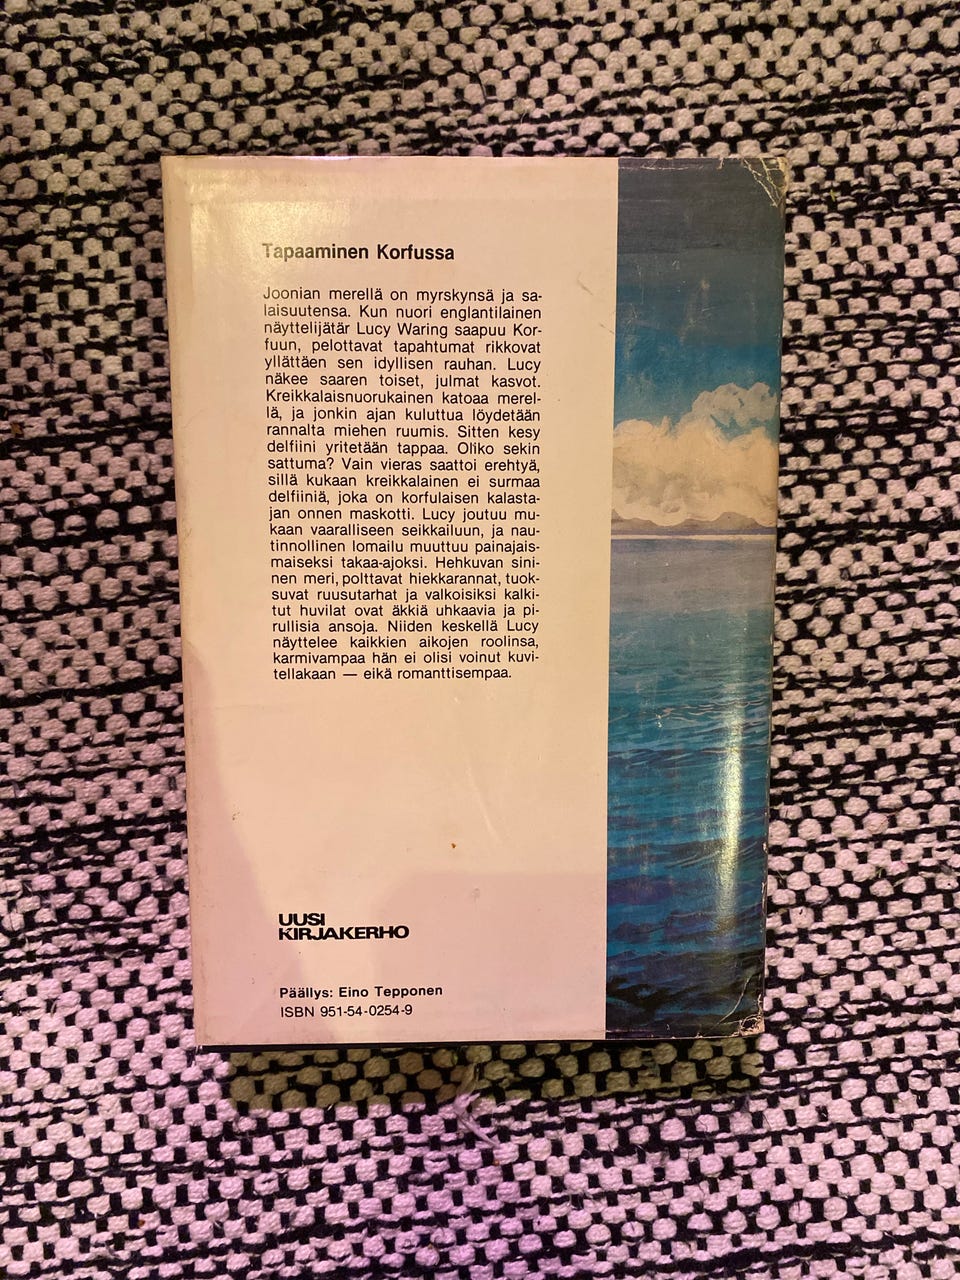 Tapaaminen Korfussa
Joonian merellä on myrskynsä ja sa-
laisuutensa. Kun nuori englantilainen
näyttelijätär Lucy Waring saapuu Kor-
fuun, pelottavat tapahtumat rikkovat
yllättäen sen idyllisen rauhan. Lucy
näkee saaren toiset, julmat kasvot.
Kreikkalaisnuorukainen katoaa merel-
lä, ja jonkin ajan kuluttua löydetään
rannalta miehen ruumis. Sitten kesy
delfiini yritetään tappaa. Oliko sekin
sattuma? Vain vieras saattoi erehtyä,
sillä kukaan kreikkalainen ei surmaa
delfiiniä, joka on korfulaisen kalasta-
jan onnen maskotti. Lucy joutuu mu-
kaan vaaralliseen seikkailuun, ja nau-
tinnollinen lomailu muuttuu painajais-
maiseksi takaa-ajoksi. Hehkuvan sini-
nen meri, polttavat hiekkarannat, tuok-
suvat ruusutarhat ja valkoisiksi kalki-
tut huvilat ovat äkkiä uhkaavia ja pi-
rullisia ansoja. Niiden keskellä Lucy
näyttelee kaikkien aikojen roolinsa,
karmivampaa hän ei olisi voinut kuvi-
tellakaan — eikä romanttisempaa.
UUSI
KIRJAKERHO
Päällys: Eino Tepponen
ISBN 951-54-0254-9